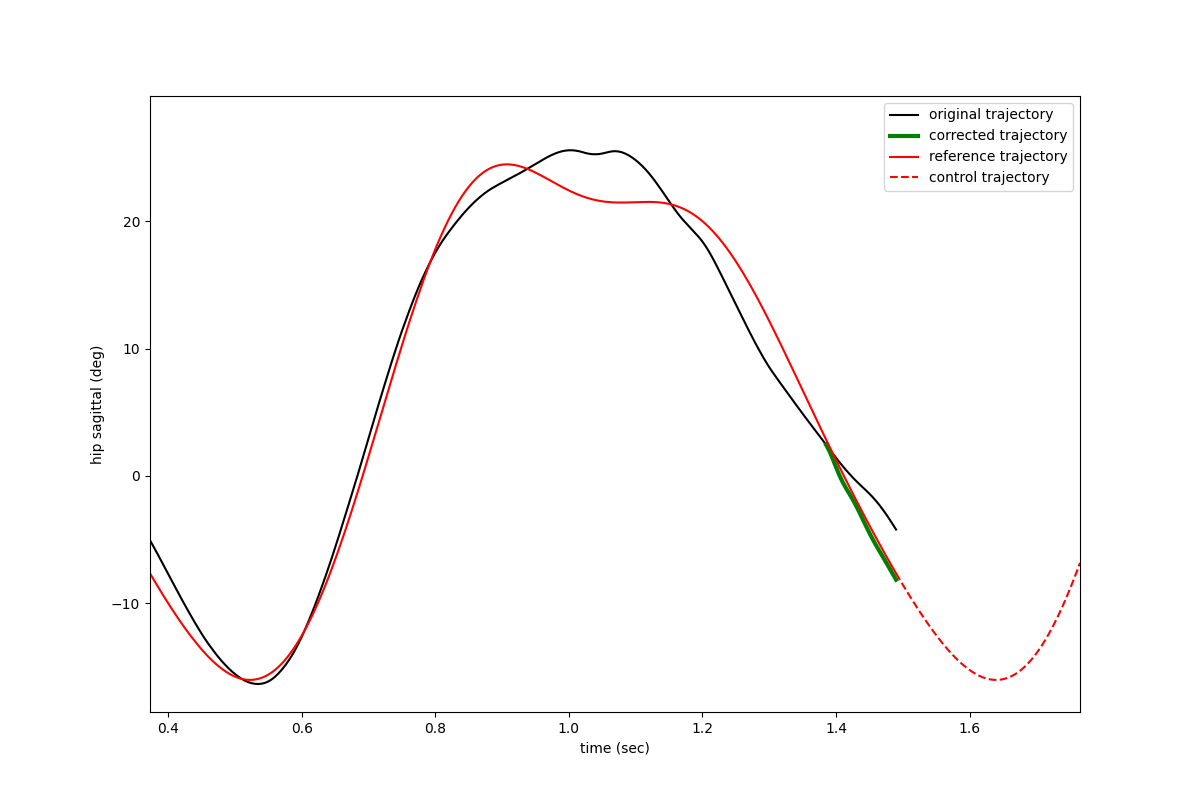 original trajectory
corrected trajectory
reference trajectory
control trajectory
20
10
0
−10
hip sagittal (deg)
0.4 0.6 0.8 1.0 1.2 1.4 1.6
time (sec)